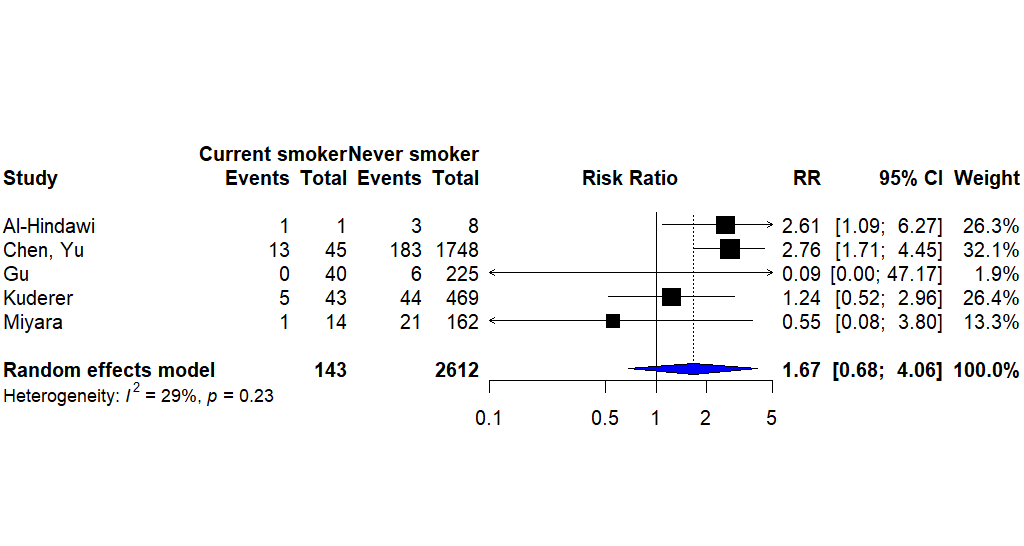 Current smoker Never smoker
Study Events Total Events Total Risk Ratio RR 95% CI Weight
Al-Hindawi 1 1 3 8 2.61 [1.09; 6.27] 26.3%
Chen, Yu 13 45 183 1748 2.76 [1.71; 4.45] 32.1%
Gu 0 40 6 225 0.09 [0.00; 47.17] 1.9%
Kuderer 5 43 44 469 1.24 [0.52; 2.96] 26.4%
Miyara 1 14 21 162 0.55 [0.08; 3.80] 13.3%
Random effects model 143 2612 1.67 [0.68; 4.06] 100.0%
Heterogeneity: I² = 29%, p = 0.23
0.1 0.5 1 2 5